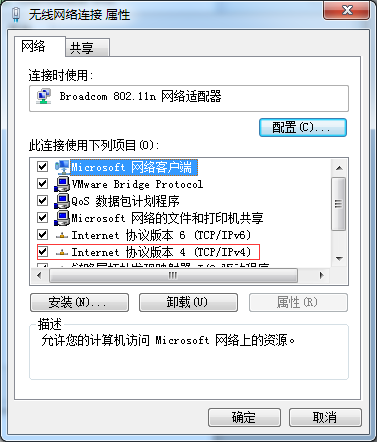 无线网络连接 属性
网络
共享
连接时使用:
Broadcom 802.11n 网络适配器
配置(C)...
此连接使用下列项目(O):
Microsoft 网络客户端
VMware Bridge Protocol
QoS 数据包计划程序
Microsoft 网络的文件和打印机共享
Internet 协议版本 6 (TCP/IPv6)
Internet 协议版本 4 (TCP/IPv4)
安装(N)...
卸载(U)
属性(R)
描述
允许您的计算机访问 Microsoft 网络上的资源。
确定
取消